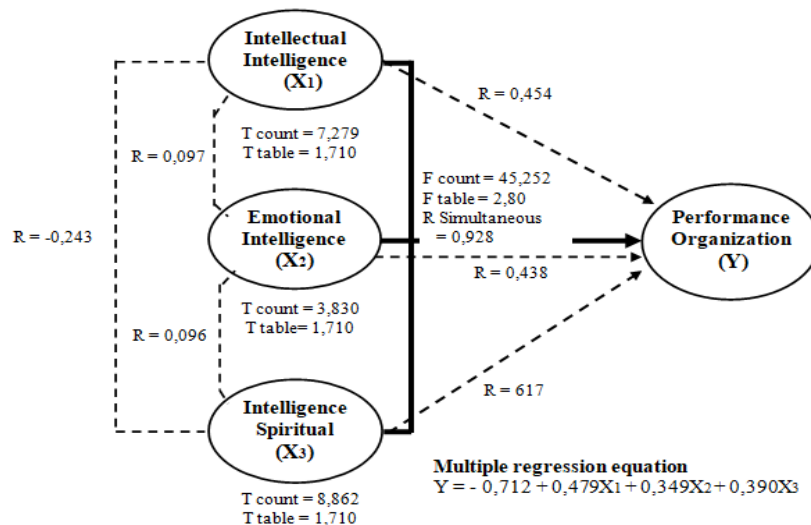 Intellectual
Intelligence
(X1)
R = 0,454
T count = 7,279
T table = 1,710
R = 0,097
F count = 45,252
F table = 2,80
R Simultaneous
= 0,928
Emotional
Intelligence
(X2)
Performance
Organization
(Y)
R = -0,243
R = 0,438
T count = 3,830
T table= 1,710
R = 0,096
R = 617
Intelligence
Spiritual
(X3)
Multiple regression equation
Y = - 0,712 + 0,479X1 + 0,349X2 + 0,390X3
T count = 8,862
T table = 1,710